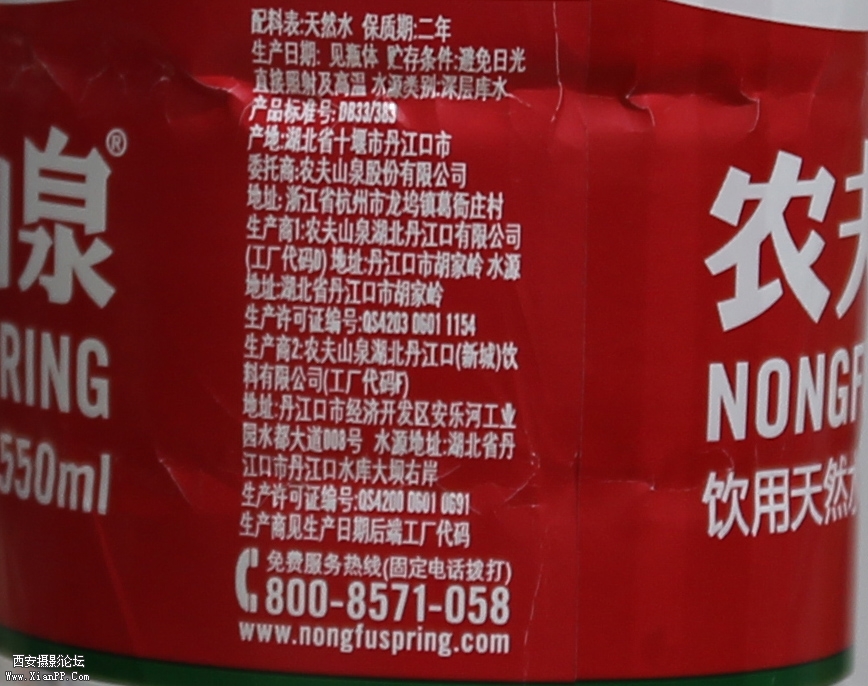 配料表:天然水 保质期:二年
生产日期: 见瓶体 贮存条件:避免日光
直接照射及高温 水源类别:深层库水
产品标准号: DB33/383
产地:湖北省十堰市丹江口市
委托商:农夫山泉股份有限公司
地址: 浙江省杭州市龙坞镇葛衙庄村
生产商1:农夫山泉湖北丹江口有限公司
(工厂代码D) 地址:丹江口市胡家岭 水源
地址:湖北省丹江口市胡家岭
生产许可证编号:QS4203 0601 1154
生产商2:农夫山泉湖北丹江口(新城)饮
料有限公司(工厂代码F)
地址:丹江口市经济开发区安乐河工业
园水都大道008号 水源地址:湖北省丹
江口市丹江口水库大坝右岸
生产许可证编号:QS4200 0601 0691
生产商见生产日期后端工厂代码
免费服务热线(固定电话拨打)
800-8571-058
www.nongfuspring.com
泉®
RING
550ml
农
NONGF
饮用天然
西安摄影论坛
Www.XianPP.Com